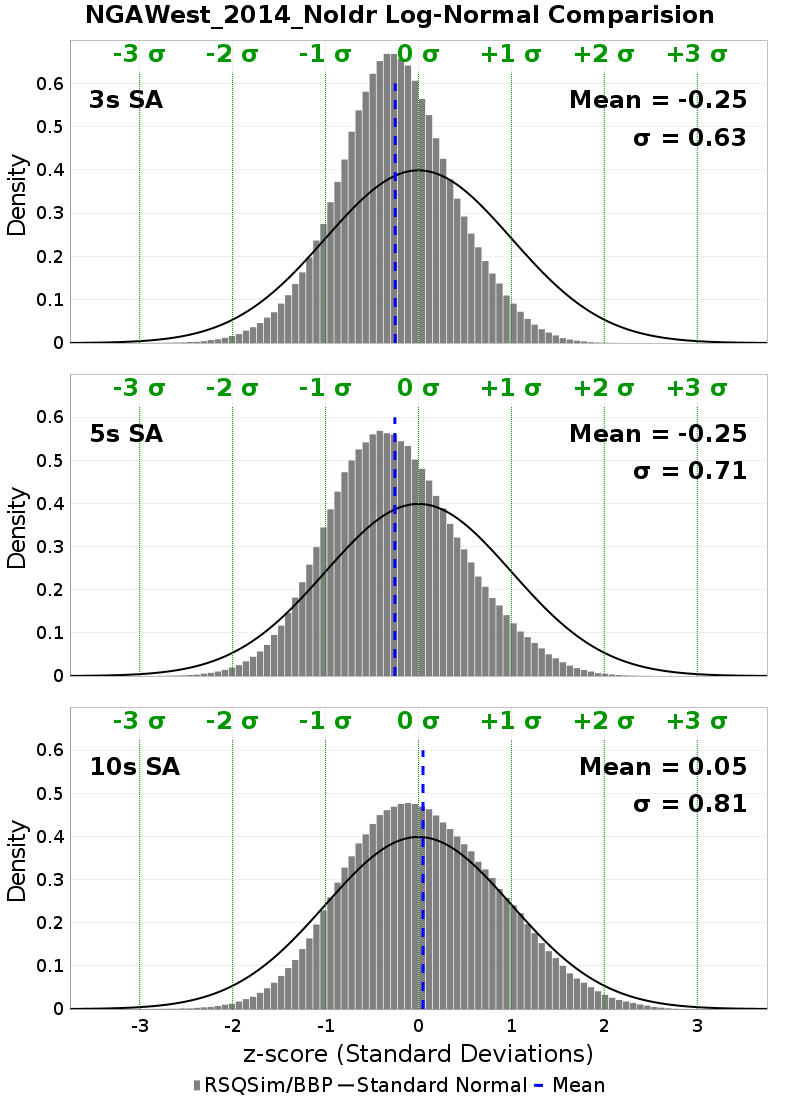 NGAWest_2014_NoIdr Log-Normal Comparision
-3 σ -2 σ -1 σ 0 σ +1 σ +2 σ +3 σ
0.6
3s SA Mean = -0.25
0.5
σ = 0.63
0.4
0.3
0.2
0.1
0
Density
-3 σ -2 σ -1 σ 0 σ +1 σ +2 σ +3 σ
0.6
5s SA Mean = -0.25
0.5
σ = 0.71
0.4
0.3
0.2
0.1
0
Density
-3 σ -2 σ -1 σ 0 σ +1 σ +2 σ +3 σ
0.6
10s SA Mean = 0.05
0.5
σ = 0.81
0.4
0.3
0.2
0.1
0
Density
-3 -2 -1 0 1 2 3
z-score (Standard Deviations)
RSQSim/BBP Standard Normal Mean